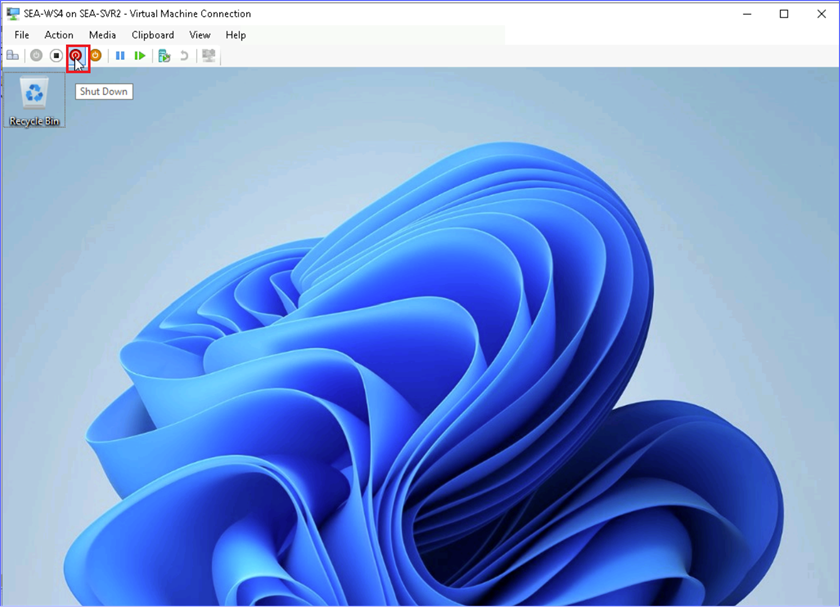 SEA-WS4 on SEA-SVR2 - Virtual Machine Connection
File Action Media Clipboard View Help
Shut Down
Recycle Bin